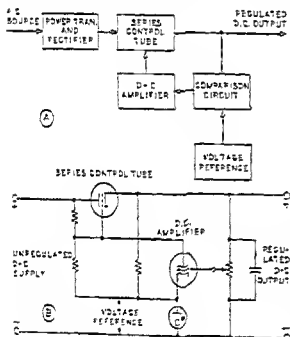 A.C. SOURCE
POWER TRAN. AND RECTIFIER
SERIES CONTROL TUBE
REGULATED D.C. OUTPUT
D-C AMPLIFIER
COMPARISON CIRCUIT
VOLTAGE REFERENCE
A
SERIES CONTROL TUBE
D.C. AMPLIFIER
UNREGULATED D-C SUPPLY
VOLTAGE REFERENCE
REGULATED D-C OUTPUT
B